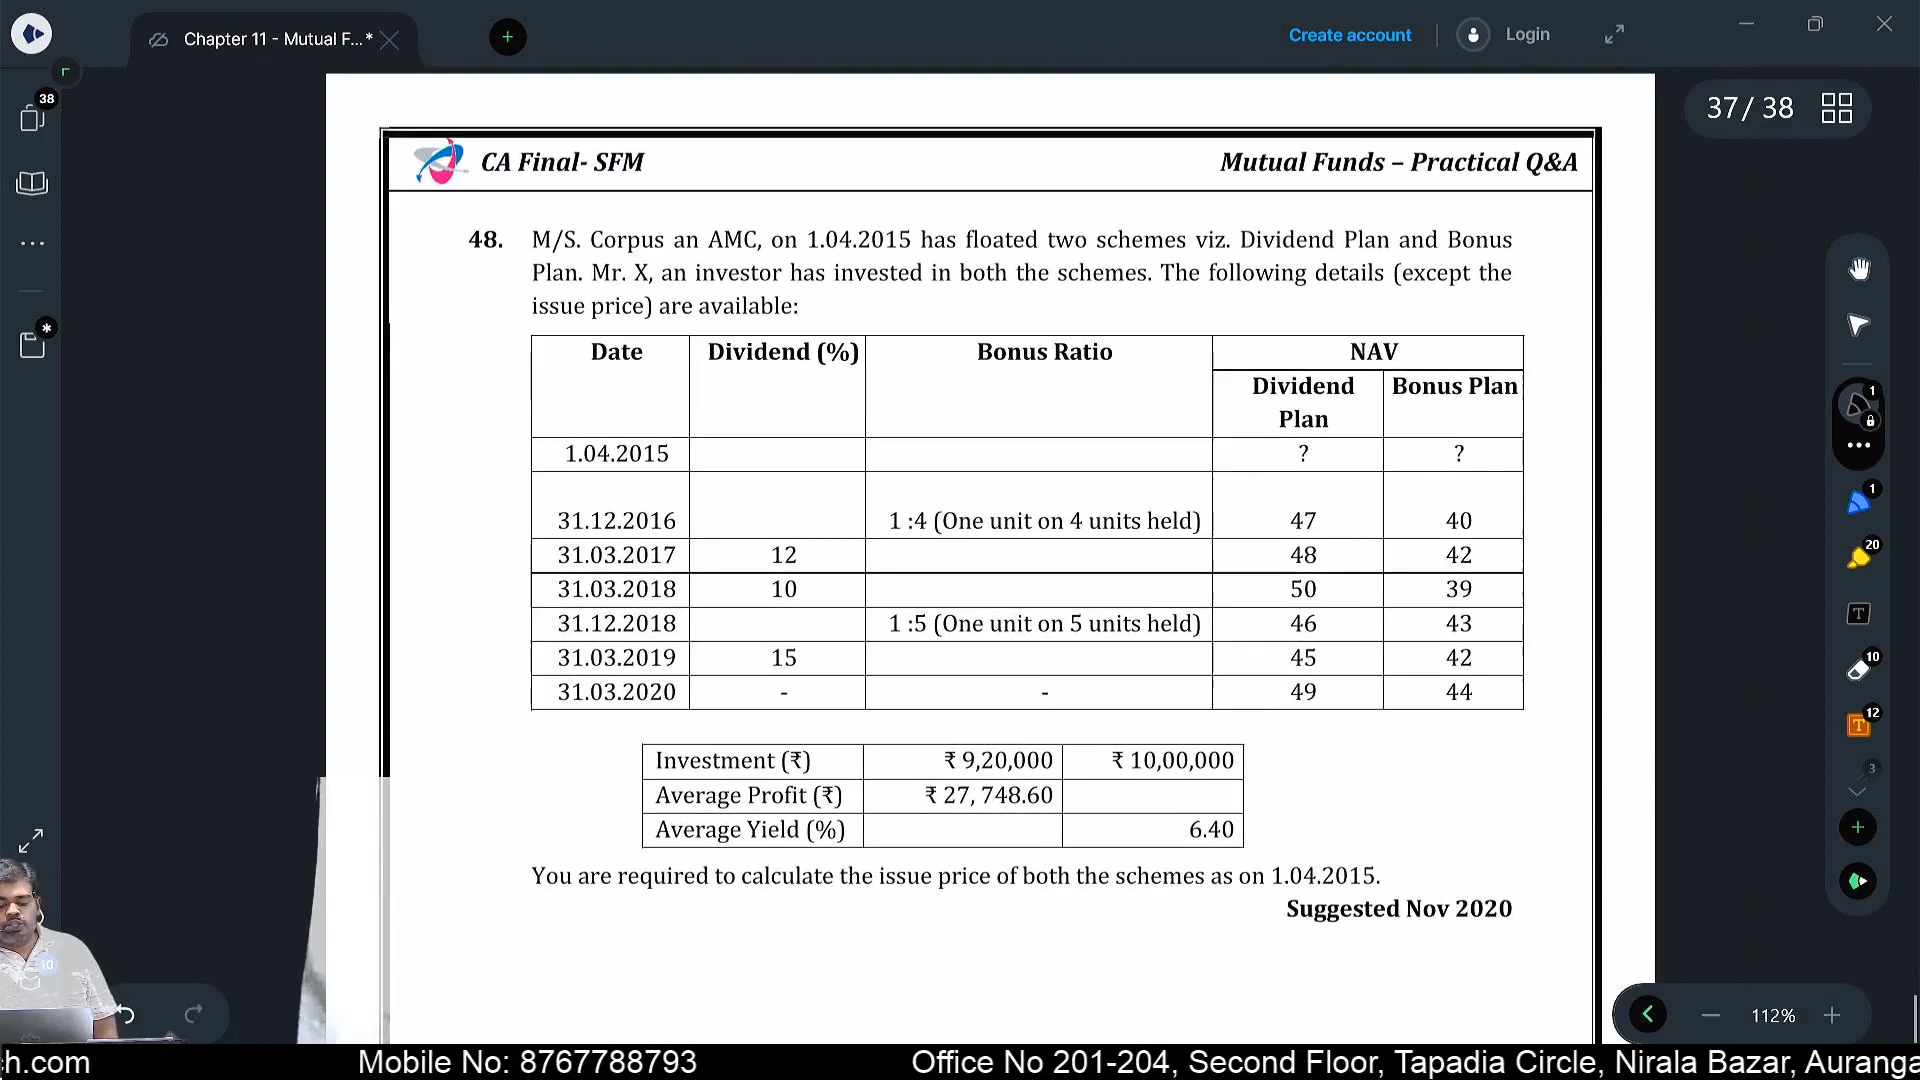 Chapter 11 - Mutual F...*
Create account
Login
38
37/ 38
CA Final- SFM
Mutual Funds – Practical Q&A
48. M/S. Corpus an AMC, on 1.04.2015 has floated two schemes viz. Dividend Plan and Bonus
Plan. Mr. X, an investor has invested in both the schemes. The following details (except the
issue price) are available:
Date Dividend (%) Bonus Ratio NAV
Dividend Plan Bonus Plan
1.04.2015 ? ?
31.12.2016 1 :4 (One unit on 4 units held) 47 40
31.03.2017 12 48 42
31.03.2018 10 50 39
31.12.2018 1 :5 (One unit on 5 units held) 46 43
31.03.2019 15 45 42
31.03.2020 - - 49 44
Investment (₹) ₹ 9,20,000 ₹ 10,00,000
Average Profit (₹) ₹ 27, 748.60
Average Yield (%) 6.40
You are required to calculate the issue price of both the schemes as on 1.04.2015.
Suggested Nov 2020
1
1
20
T
10
T
12
3
112%
h.com Mobile No: 8767788793 Office No 201-204, Second Floor, Tapadia Circle, Nirala Bazar, Auranga